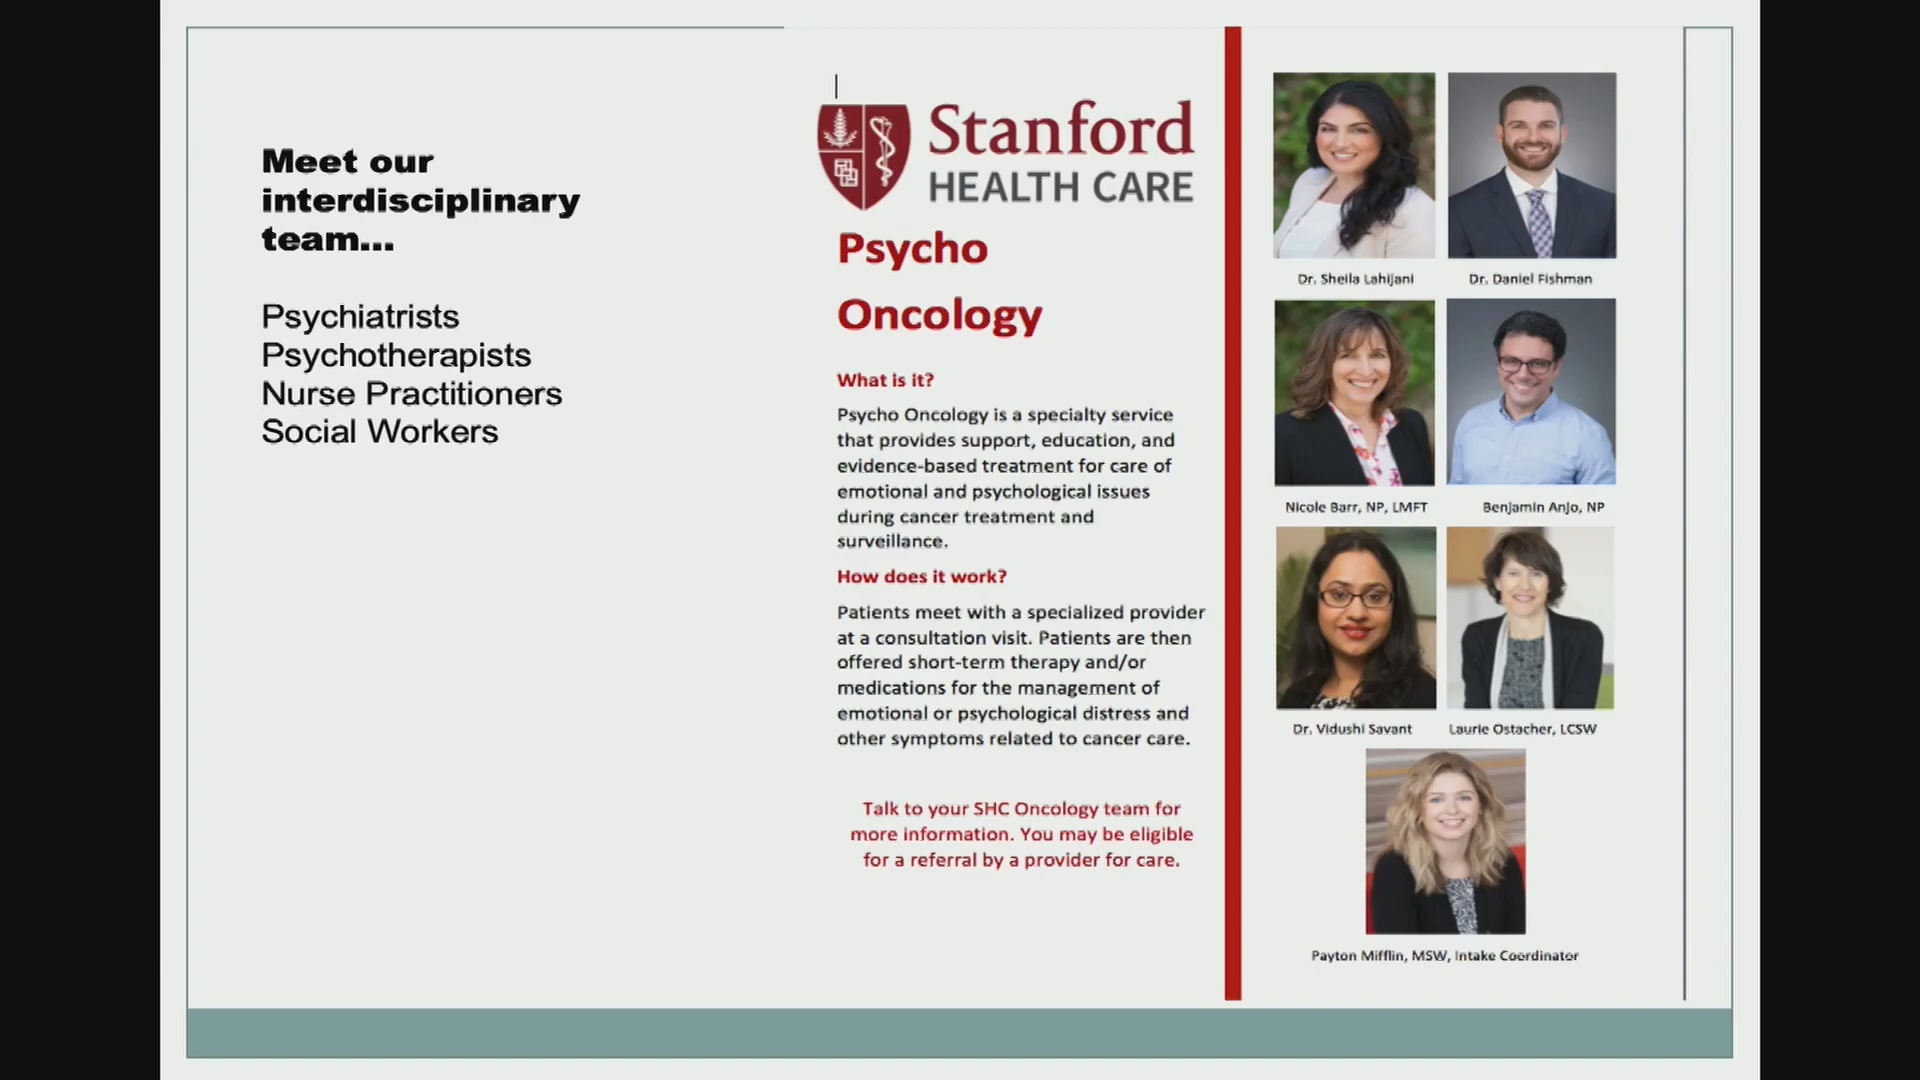 Meet our
interdisciplinary
team...
Psychiatrists
Psychotherapists
Nurse Practitioners
Social Workers
Stanford
HEALTH CARE
Psycho
Oncology
What is it?
Psycho Oncology is a specialty service
that provides support, education, and
evidence-based treatment for care of
emotional and psychological issues
during cancer treatment and
surveillance.
How does it work?
Patients meet with a specialized provider
at a consultation visit. Patients are then
offered short-term therapy and/or
medications for the management of
emotional or psychological distress and
other symptoms related to cancer care.
Talk to your SHC Oncology team for
more information. You may be eligible
for a referral by a provider for care.
Dr. Sheila Lahijani
Dr. Daniel Fishman
Nicole Barr, NP, LMFT
Benjamin Anjo, NP
Dr. Vidushi Savant
Laurie Ostacher, LCSW
Payton Mifflin, MSW, Intake Coordinator